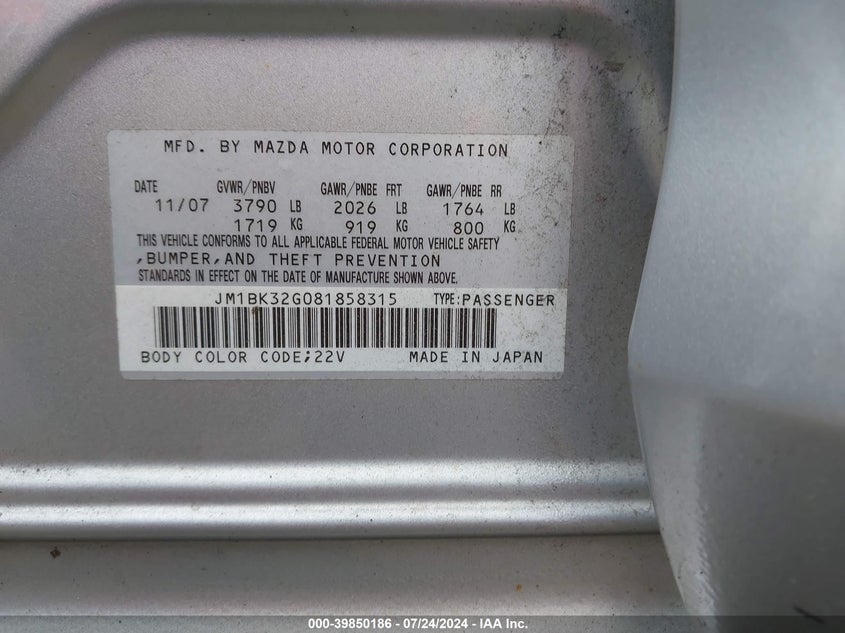 MFD. BY MAZDA MOTOR CORPORATION
DATE GVWR/PNBV GAWR/PNBE FRT GAWR/PNBE RR
11/07 3790 LB 2026 LB 1764 LB
1719 KG 919 KG 800 KG
THIS VEHICLE CONFORMS TO ALL APPLICABLE FEDERAL MOTOR VEHICLE SAFETY
,BUMPER,AND THEFT PREVENTION
STANDARDS IN EFFECT ON THE DATE OF MANUFACTURE SHOWN ABOVE.
JM1BK32G081858315 TYPE:PASSENGER
BODY COLOR CODE;22V MADE IN JAPAN
000-39850186 - 07/24/2024 - IAA Inc.